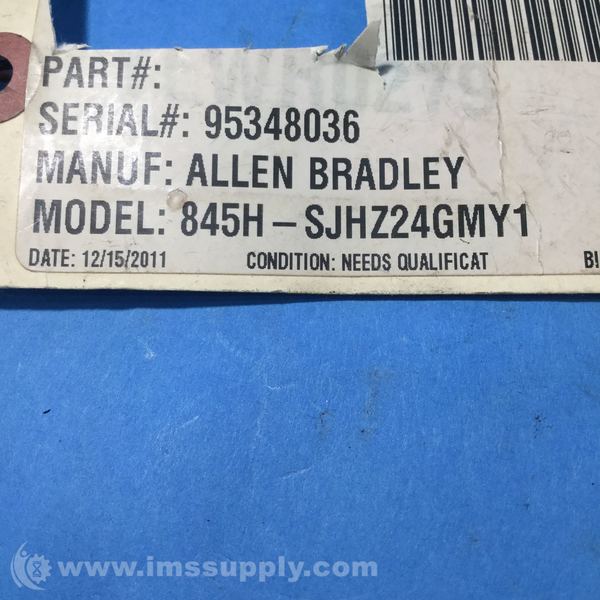 PART#:
SERIAL#: 95348036
MANUF: ALLEN BRADLEY
MODEL: 845H-SJHZ24GMY1
DATE: 12/15/2011 CONDITION: NEEDS QUALIFICAT BI
www.imssupply.com